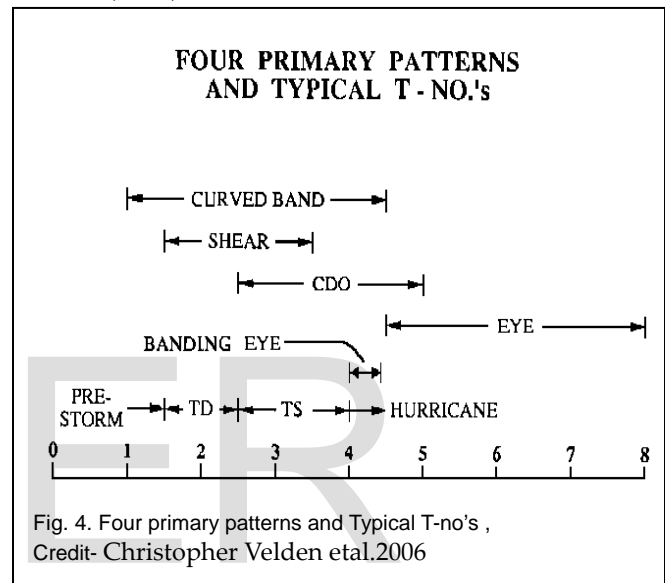 FOUR PRIMARY PATTERNS
AND TYPICAL T - NO.'s
CURVED BAND
SHEAR
CDO
EYE
BANDING EYE
PRE-
STORM
TD
TS
HURRICANE
0 1 2 3 4 5 6 7 8
ER
Fig. 4. Four primary patterns and Typical T-no's ,
Credit- Christopher Velden etal.2006